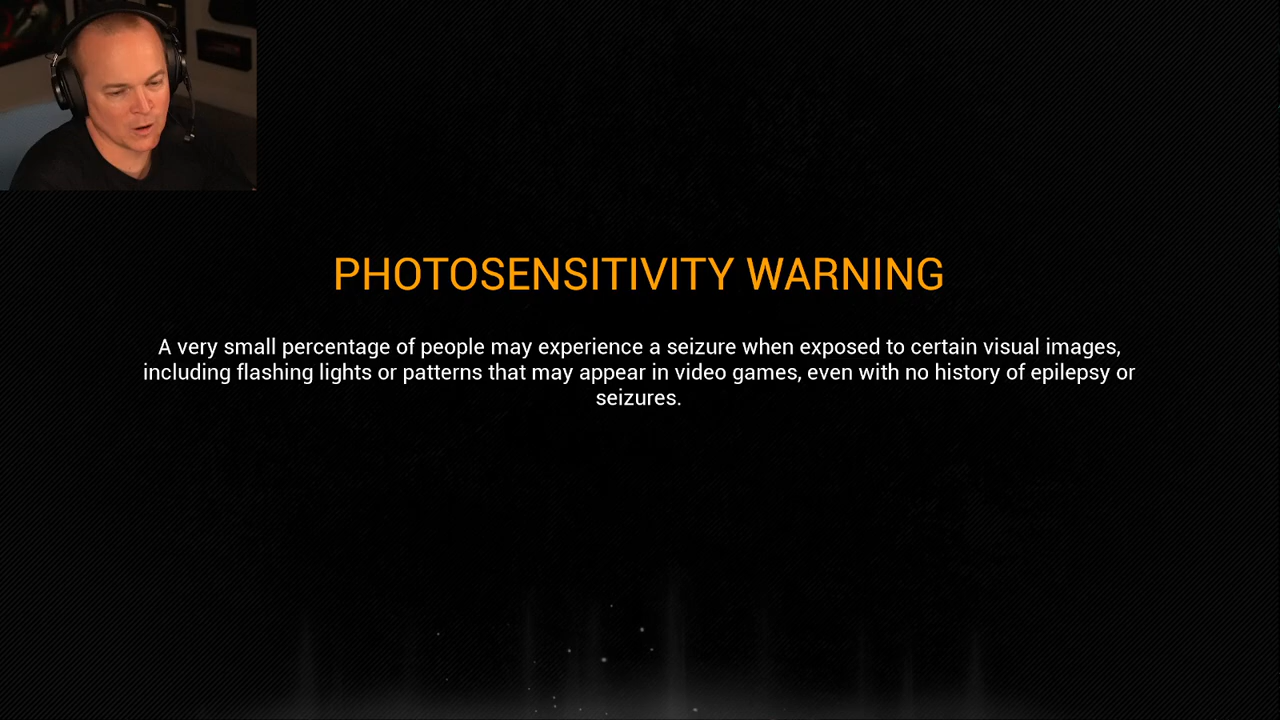 PHOTOSENSITIVITY WARNING
A very small percentage of people may experience a seizure when exposed to certain visual images,
including flashing lights or patterns that may appear in video games, even with no history of epilepsy or
seizures.